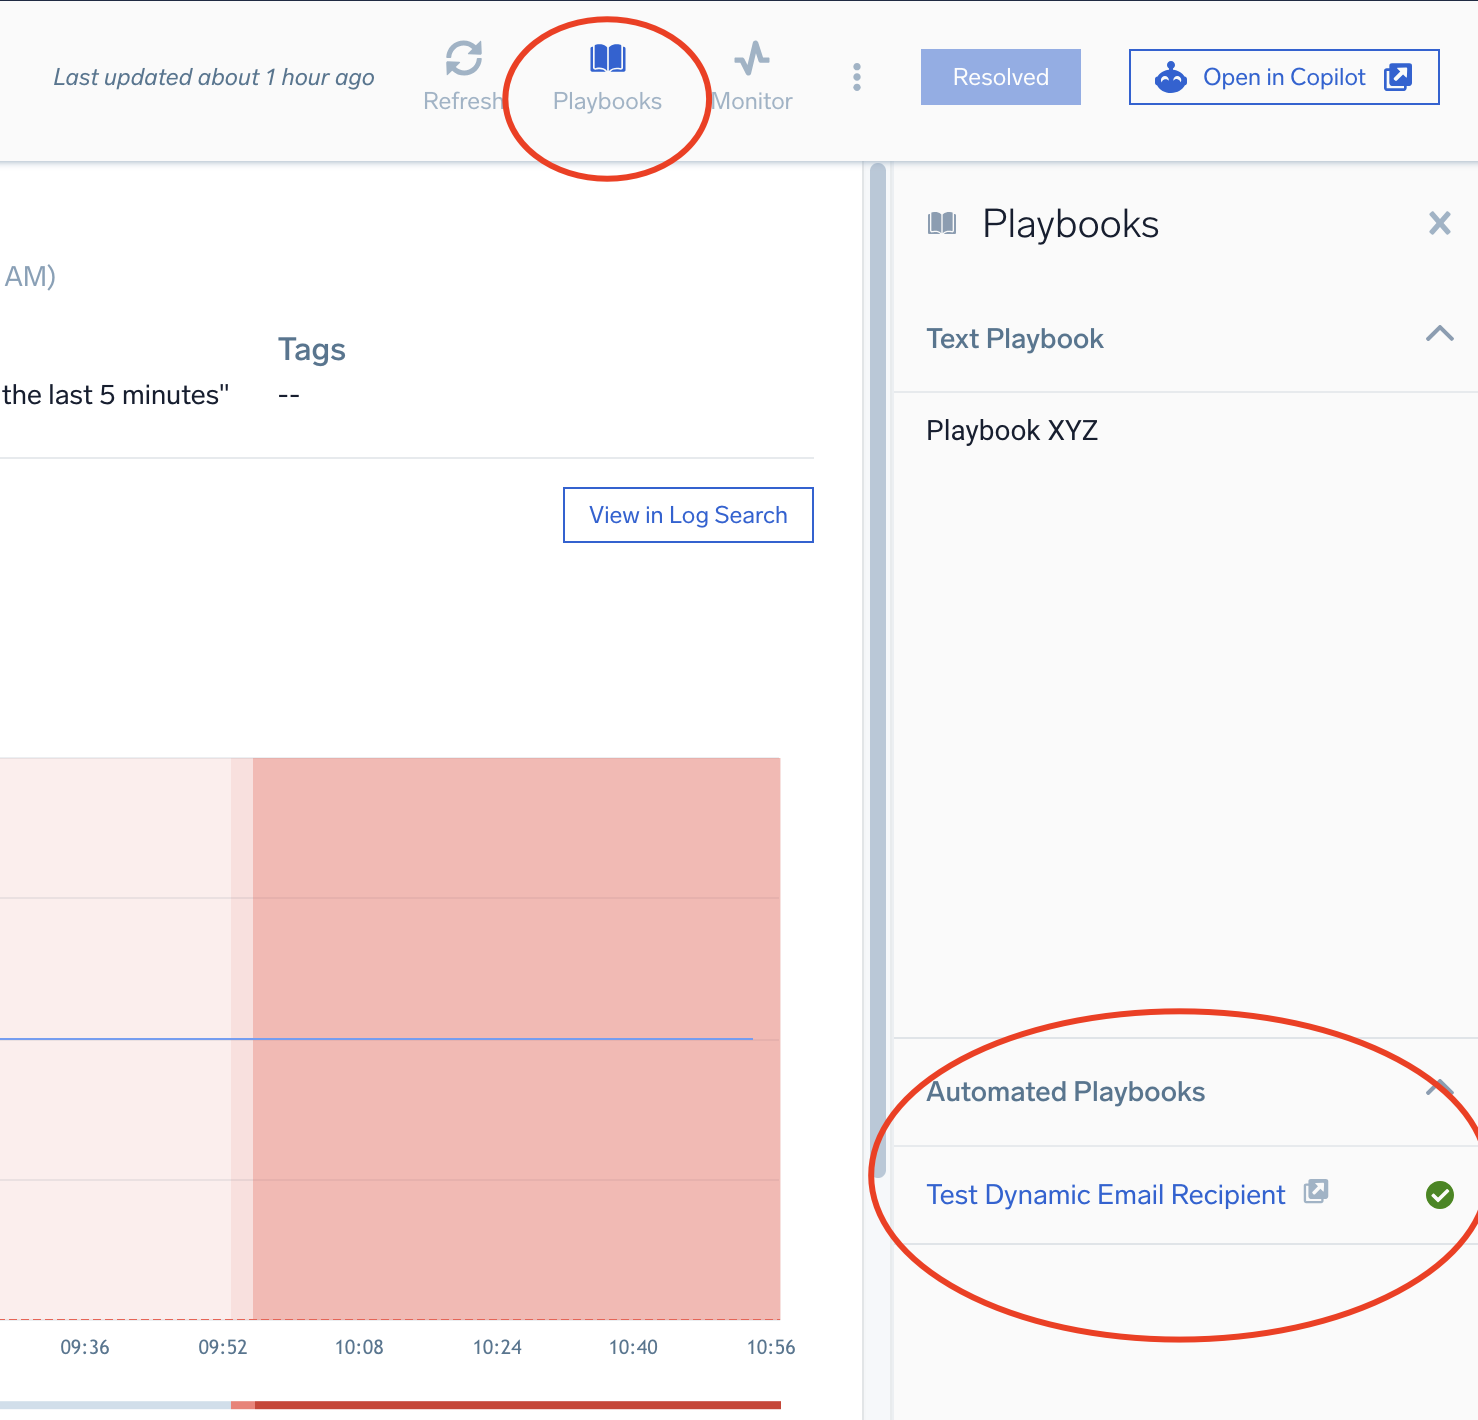 Last updated about 1 hour ago
Refresh
Playbooks
Monitor
Resolved
Open in Copilot
AM)
Tags
the last 5 minutes"
--
View in Log Search
09:36 09:52 10:08 10:24 10:40 10:56
Playbooks
Text Playbook
Playbook XYZ
Automated Playbooks
Test Dynamic Email Recipient